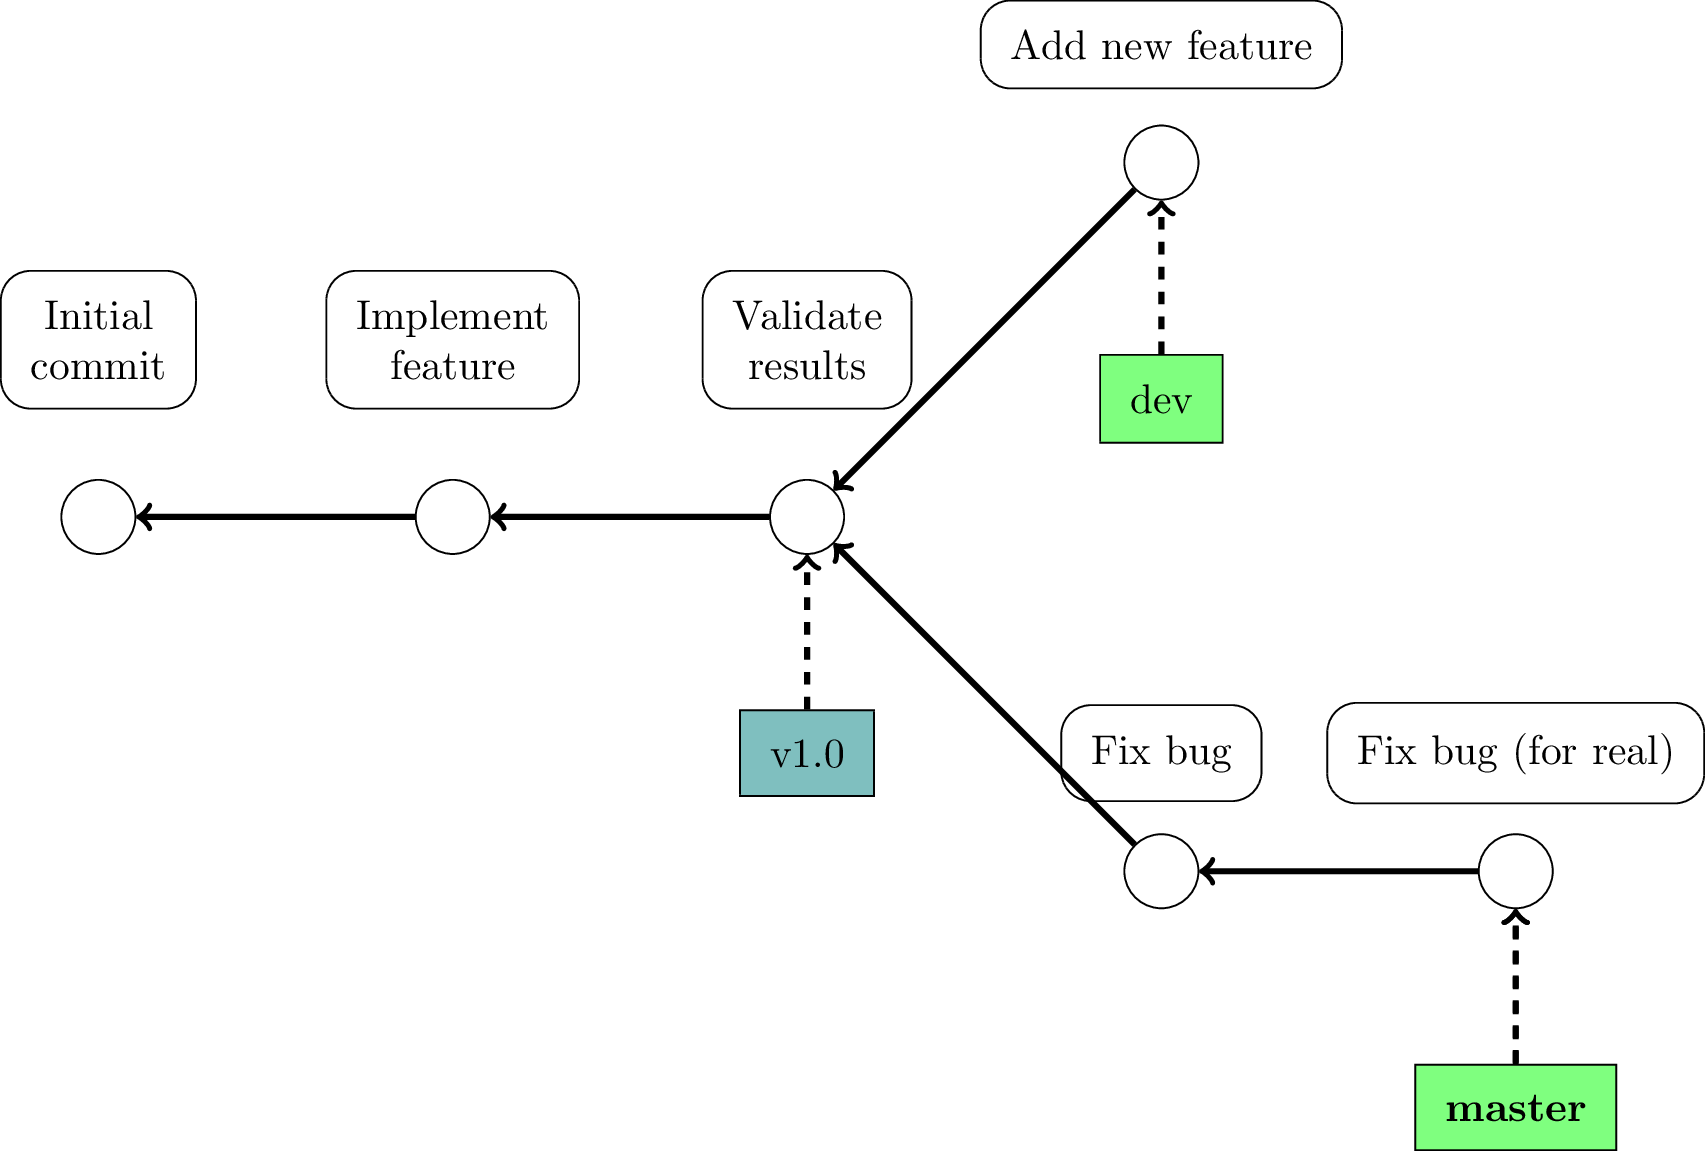 Add new feature
Initial
commit
Implement
feature
Validate
results
dev
v1.0
Fix bug
Fix bug (for real)
master